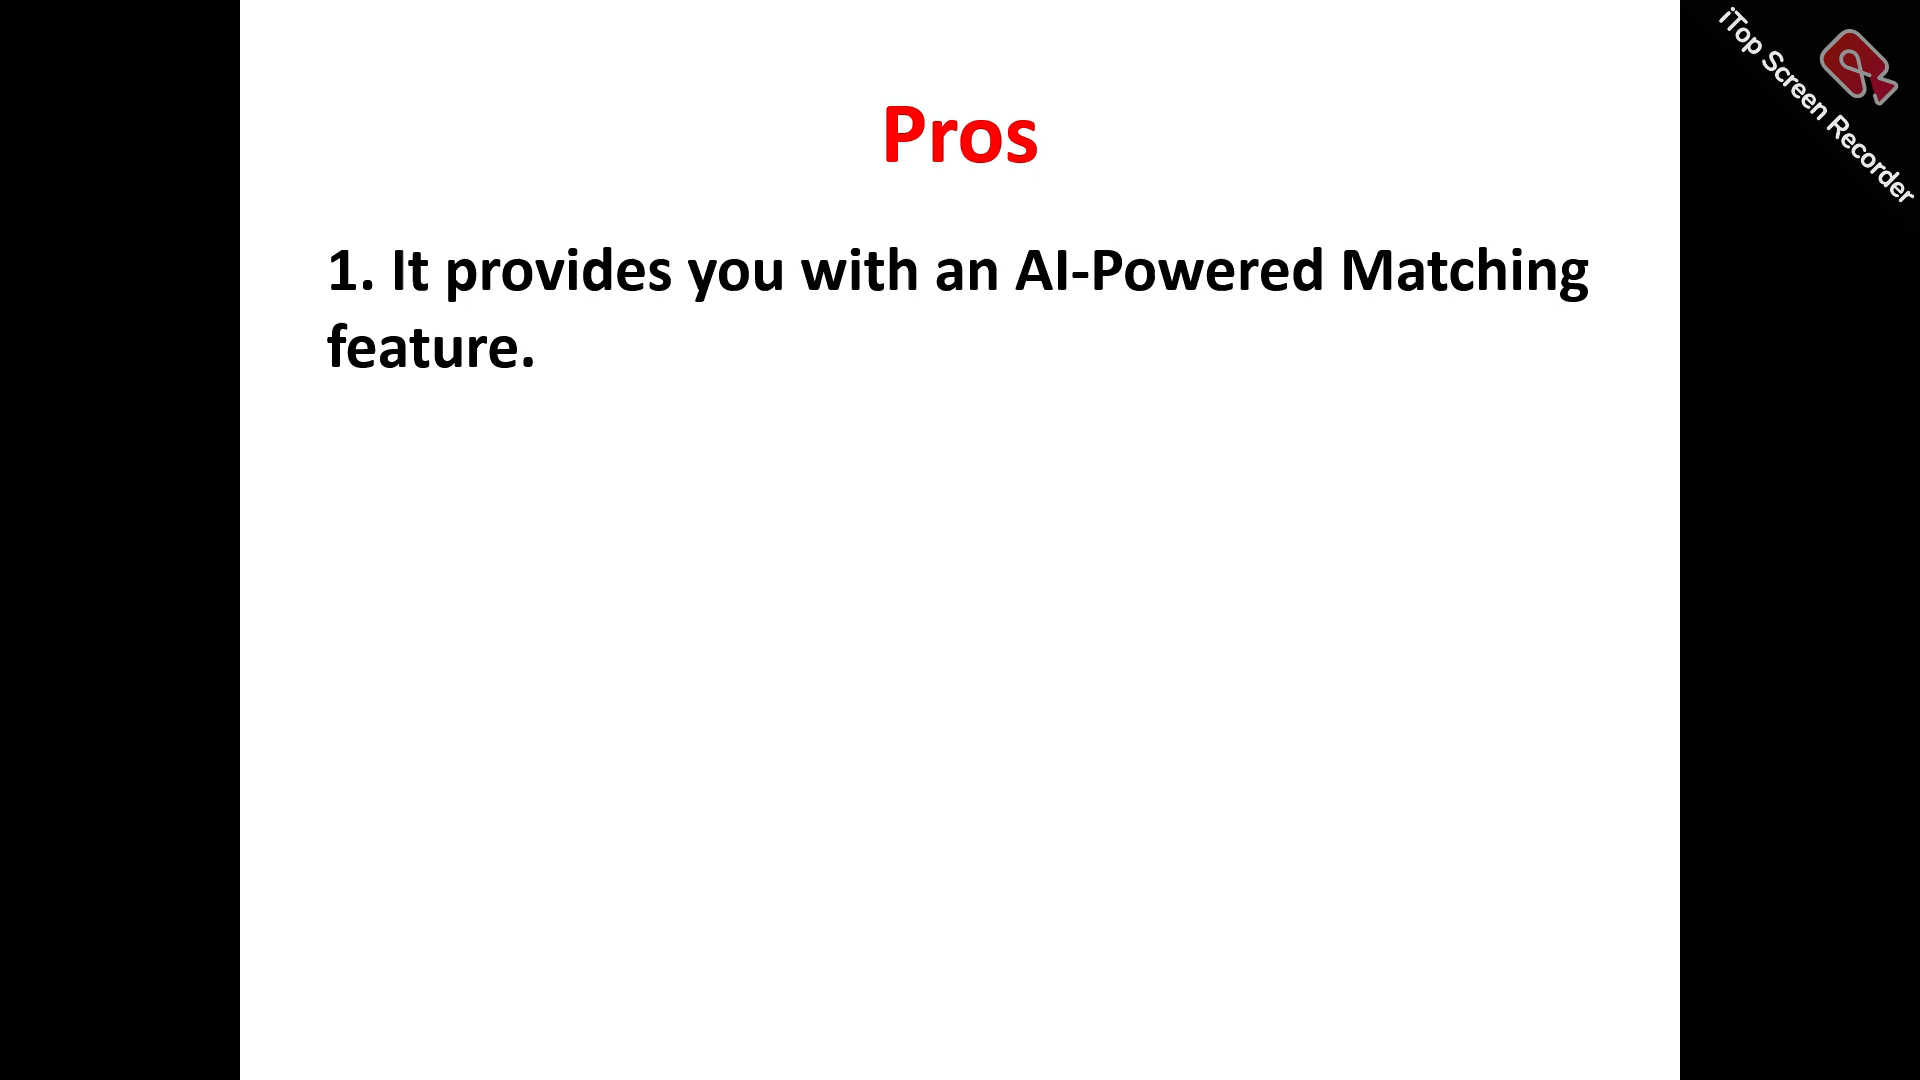 Pros
1. It provides you with an AI-Powered Matching
feature.
iTop Screen Recorder